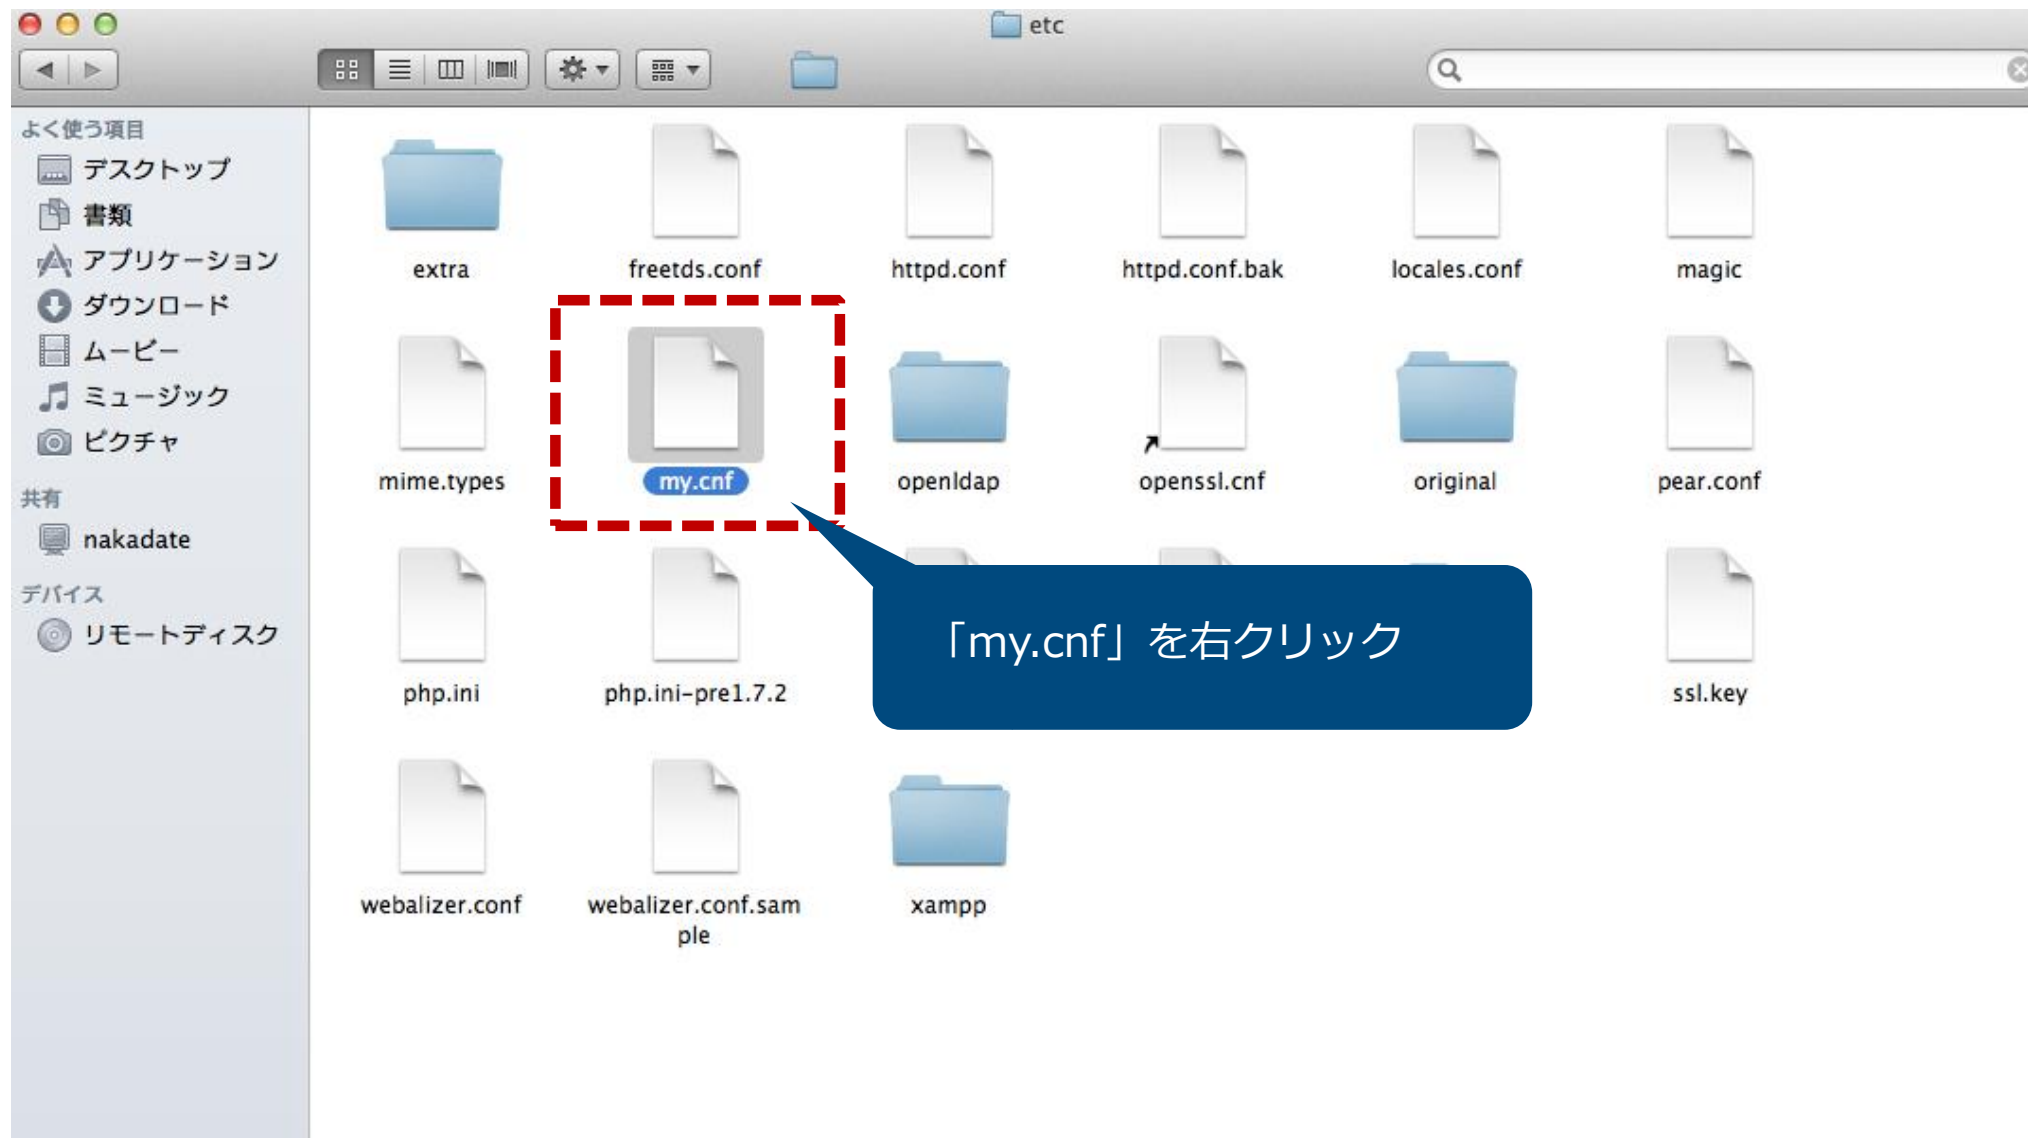 etc
よく使う項目
デスクトップ
書類
アプリケーション
ダウンロード
ムービー
ミュージック
ピクチャ
共有
nakadate
デバイス
リモートディスク
extra
freetds.conf
httpd.conf
httpd.conf.bak
locales.conf
magic
mime.types
my.cnf
openldap
openssl.cnf
original
pear.conf
php.ini
php.ini-pre1.7.2
「my.cnf」を右クリック
ssl.key
webalizer.conf
webalizer.conf.sam
ple
xampp